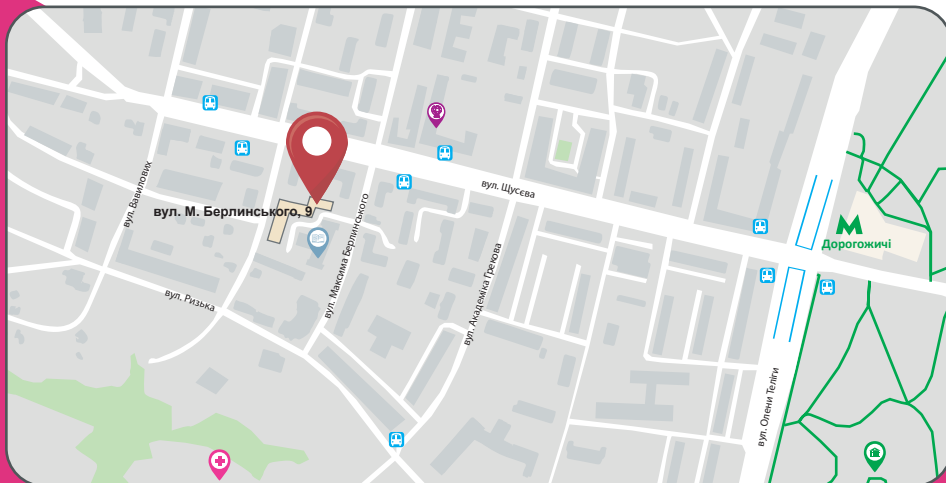 вул. Щусєва
вул. Вавилових
вул. М. Берлинського, 9
вул. Максима Берлинського
Дорогожичі
вул. Академіка Грекова
вул. Ризька
вул. Олени Теліги